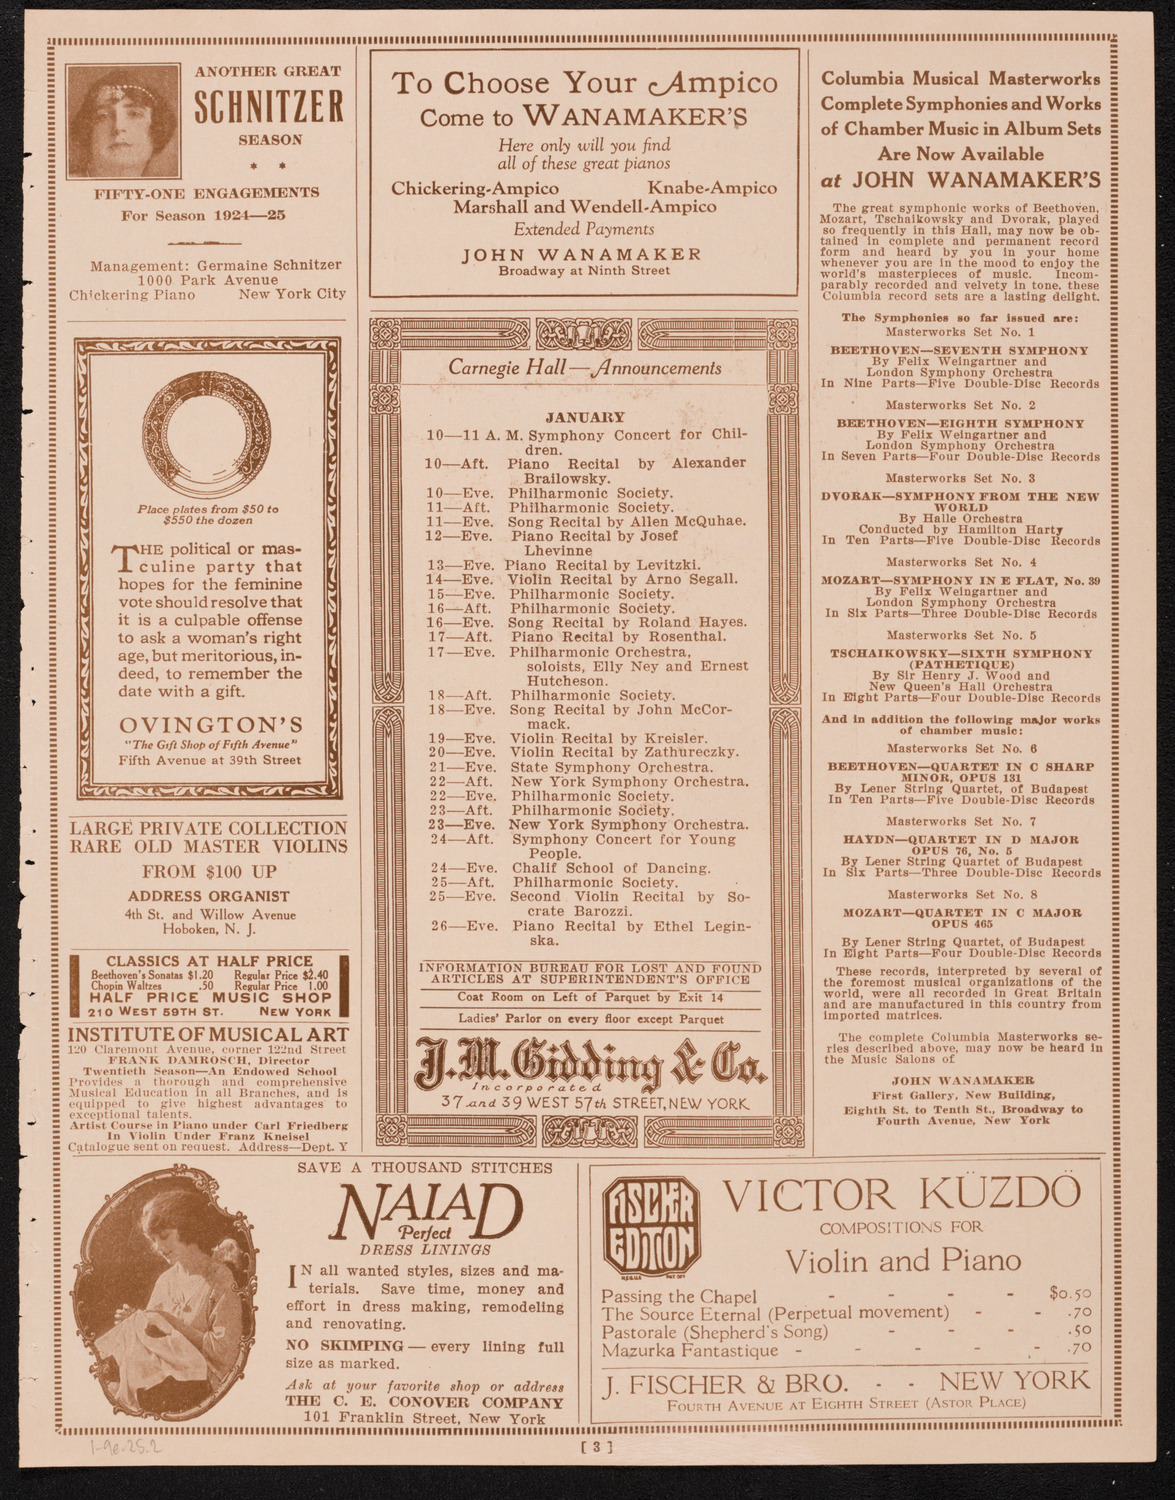 ANOTHER GREAT
SCHNITZER
SEASON
* *
FIFTY-ONE ENGAGEMENTS
For Season 1924—25
Management: Germaine Schnitzer
1000 Park Avenue
Chickering Piano New York City
Place plates from $50 to
$550 the dozen
THE political or mas-
culine party that
hopes for the feminine
vote should resolve that
it is a culpable offense
to ask a woman's right
age, but meritorious, in-
deed, to remember the
date with a gift.
OVINGTON'S
"The Gift Shop of Fifth Avenue"
Fifth Avenue at 39th Street
LARGE PRIVATE COLLECTION
RARE OLD MASTER VIOLINS
FROM $100 UP
ADDRESS ORGANIST
4th St. and Willow Avenue
Hoboken, N. J.
CLASSICS AT HALF PRICE
Beethoven's Sonatas $1.20 Regular Price $2.40
Chopin Waltzes .50 Regular Price 1.00
HALF PRICE MUSIC SHOP
210 WEST 59TH ST. NEW YORK
INSTITUTE OF MUSICAL ART
120 Claremont Avenue, corner 122nd Street
FRANK DAMROSCH, Director
Twentieth Season—An Endowed School
Provides a thorough and comprehensive
Musical Education in all Branches, and is
equipped to give highest advantages to
exceptional talents.
Artist Course in Piano under Carl Friedberg
In Violin Under Franz Kneisel
Catalogue sent on request. Address—Dept. Y
To Choose Your Ampico
Come to WANAMAKER'S
Here only will you find
all of these great pianos
Chickering-Ampico Knabe-Ampico
Marshall and Wendell-Ampico
Extended Payments
JOHN WANAMAKER
Broadway at Ninth Street
Carnegie Hall—Announcements
JANUARY
10—11 A. M. Symphony Concert for Chil-
dren.
10—Aft. Piano Recital by Alexander
Brailowsky.
10—Eve. Philharmonic Society.
11—Aft. Philharmonic Society.
11—Eve. Song Recital by Allen McQuhae.
12—Eve. Piano Recital by Josef
Lhevinne
13—Eve. Piano Recital by Levitzki.
14—Eve. Violin Recital by Arno Segall.
15—Eve. Philharmonic Society.
16—Aft. Philharmonic Society.
16—Eve. Song Recital by Roland Hayes.
17—Aft. Piano Recital by Rosenthal.
17—Eve. Philharmonic Orchestra,
soloists, Elly Ney and Ernest
Hutcheson.
18—Aft. Philharmonic Society.
18—Eve. Song Recital by John McCor-
mack.
19—Eve. Violin Recital by Kreisler.
20—Eve. Violin Recital by Zathureczky.
21—Eve. State Symphony Orchestra.
22—Aft. New York Symphony Orchestra.
22—Eve. Philharmonic Society.
23—Aft. Philharmonic Society.
23—Eve. New York Symphony Orchestra.
24—Aft. Symphony Concert for Young
People.
24—Eve. Chalif School of Dancing.
25—Aft. Philharmonic Society.
25—Eve. Second Violin Recital by So-
crate Barozzi.
26—Eve. Piano Recital by Ethel Legin-
ska.
INFORMATION BUREAU FOR LOST AND FOUND
ARTICLES AT SUPERINTENDENT'S OFFICE
Coat Room on Left of Parquet by Exit 14
Ladies' Parlor on every floor except Parquet
J. M. Gidding & Co.
Incorporated
37 and 39 WEST 57th STREET, NEW YORK
Columbia Musical Masterworks
Complete Symphonies and Works
of Chamber Music in Album Sets
Are Now Available
at JOHN WANAMAKER'S
The great symphonic works of Beethoven,
Mozart, Tschaikowsky and Dvorak, played
so frequently in this Hall, may now be ob-
tained in complete and permanent record
form and heard by you in your home
whenever you are in the mood to enjoy the
world's masterpieces of music. Incom-
parably recorded and velvety in tone, these
Columbia record sets are a lasting delight.
The Symphonies so far issued are:
Masterworks Set No. 1
BEETHOVEN—SEVENTH SYMPHONY
By Felix Weingartner and
London Symphony Orchestra
In Nine Parts—Five Double-Disc Records
Masterworks Set No. 2
BEETHOVEN—EIGHTH SYMPHONY
By Felix Weingartner and
London Symphony Orchestra
In Seven Parts—Four Double-Disc Records
Masterworks Set No. 3
DVORAK—SYMPHONY FROM THE NEW
WORLD
By Halle Orchestra
Conducted by Hamilton Harty
In Ten Parts—Five Double-Disc Records
Masterworks Set No. 4
MOZART—SYMPHONY IN E FLAT, No. 39
By Felix Weingartner and
London Symphony Orchestra
In Six Parts—Three Double-Disc Records
Masterworks Set No. 5
TSCHAIKOWSKY—SIXTH SYMPHONY
(PATHETIQUE)
By Sir Henry J. Wood and
New Queen's Hall Orchestra
In Eight Parts—Four Double-Disc Records
And in addition the following major works
of chamber music:
Masterworks Set No. 6
BEETHOVEN—QUARTET IN C SHARP
MINOR, OPUS 131
By Lener String Quartet, of Budapest
In Ten Parts—Five Double-Disc Records
Masterworks Set No. 7
HAYDN—QUARTET IN D MAJOR
OPUS 76, No. 5
By Lener String Quartet of Budapest
In Six Parts—Three Double-Disc Records
Masterworks Set No. 8
MOZART—QUARTET IN C MAJOR
OPUS 465
By Lener String Quartet, of Budapest
In Eight Parts—Four Double-Disc Records
These records, interpreted by several of
the foremost musical organizations of the
world, were all recorded in Great Britain
and are manufactured in this country from
imported matrices.
The complete Columbia Masterworks se-
ries described above, may now be heard in
the Music Salons of
JOHN WANAMAKER
First Gallery, New Building,
Eighth St. to Tenth St., Broadway to
Fourth Avenue, New York
SAVE A THOUSAND STITCHES
NAIAD
Perfect
DRESS LININGS
IN all wanted styles, sizes and ma-
terials. Save time, money and
effort in dress making, remodeling
and renovating.
NO SKIMPING — every lining full
size as marked.
Ask at your favorite shop or address
THE C. E. CONOVER COMPANY
101 Franklin Street, New York
FISCHER
EDITION
VICTOR KÜZDÖ
COMPOSITIONS FOR
Violin and Piano
Passing the Chapel - - - - $0.50
The Source Eternal (Perpetual movement) - - .70
Pastorale (Shepherd's Song) - - - .50
Mazurka Fantastique - - - - - .70
J. FISCHER & BRO. - - NEW YORK
FOURTH AVENUE AT EIGHTH STREET (ASTOR PLACE)
[ 3 ]